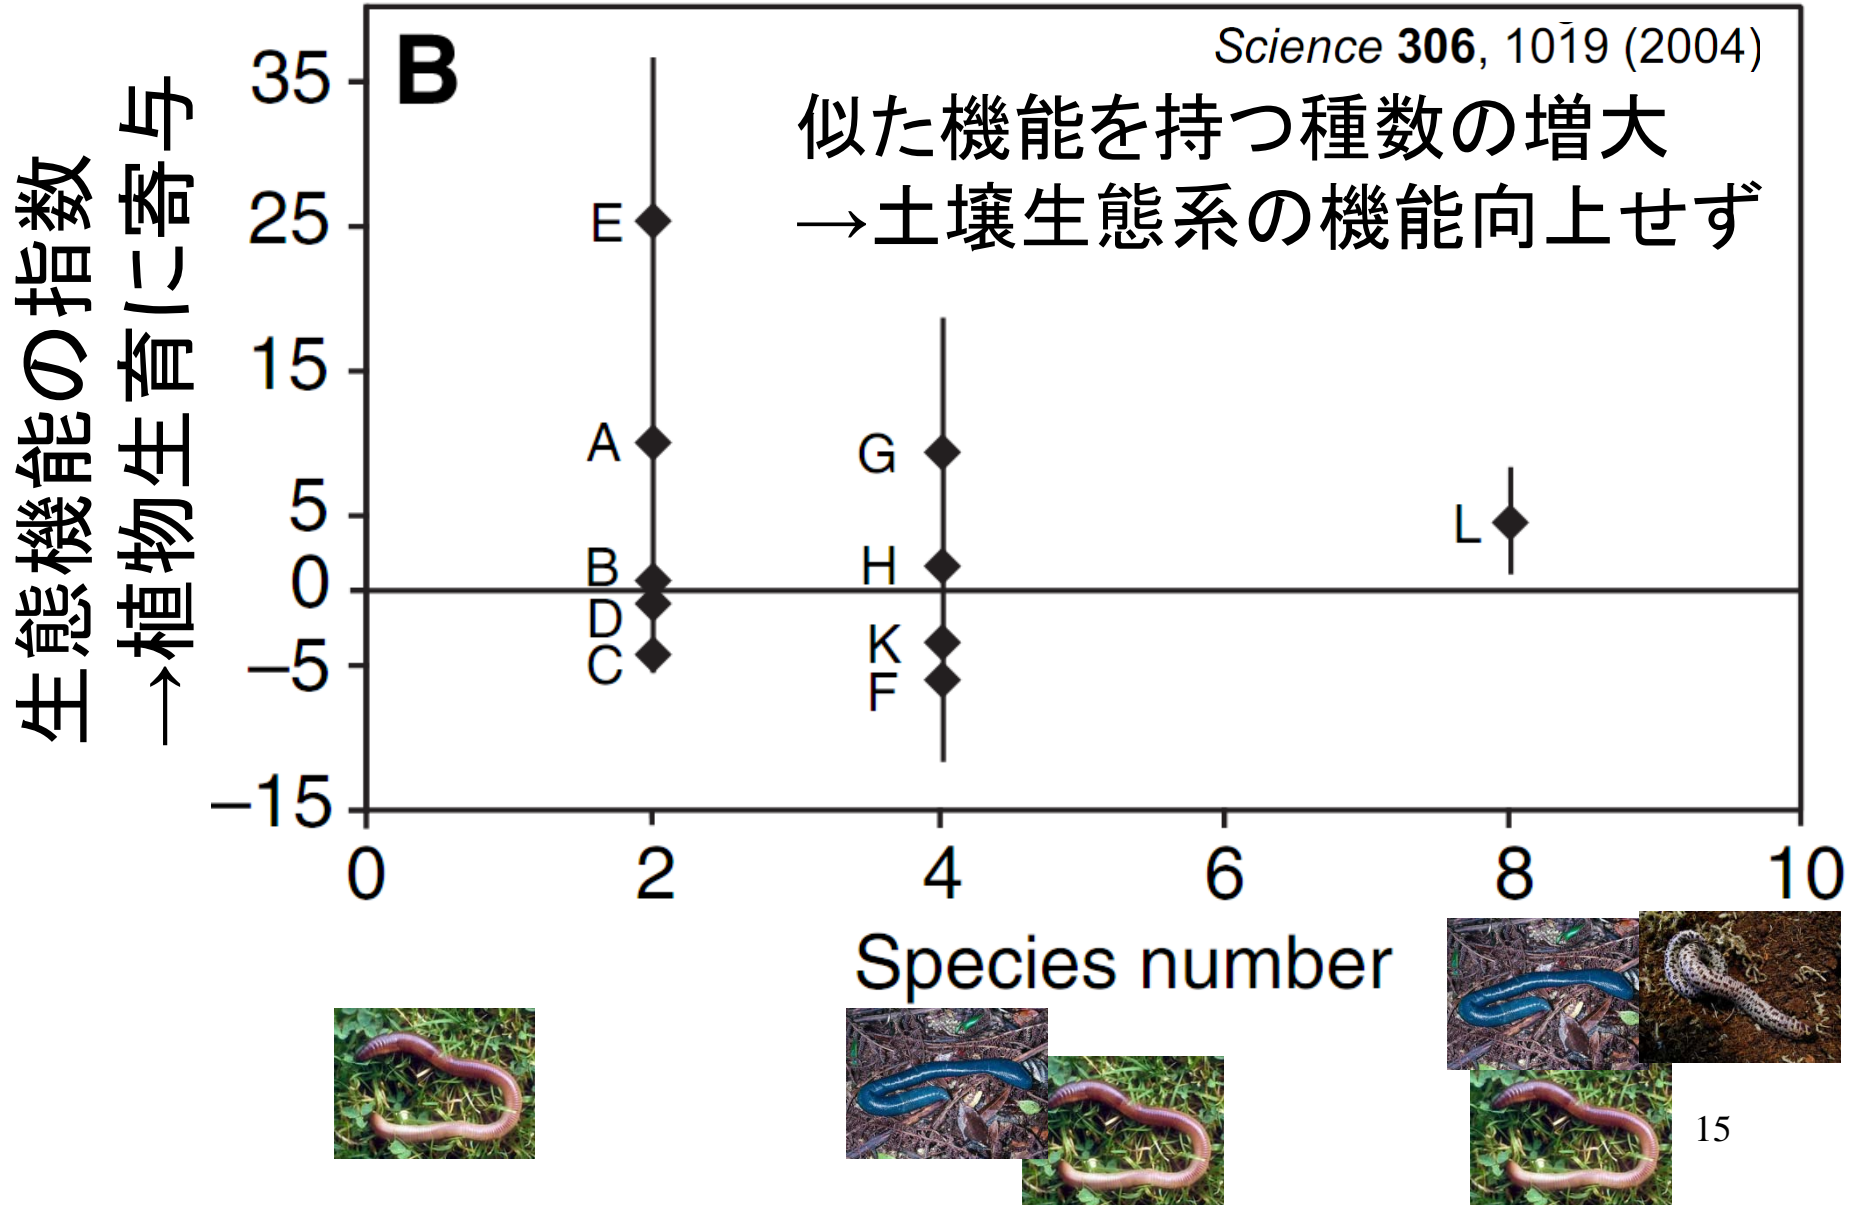 B
Science 306, 1019 (2004)
似た機能を持つ種数の増大
→土壌生態系の機能向上せず
生態機能の指数
→植物生育に寄与
35
25
15
5
0
–5
–15
E
A
B
D
C
G
H
K
F
L
0 2 4 6 8 10
Species number
15